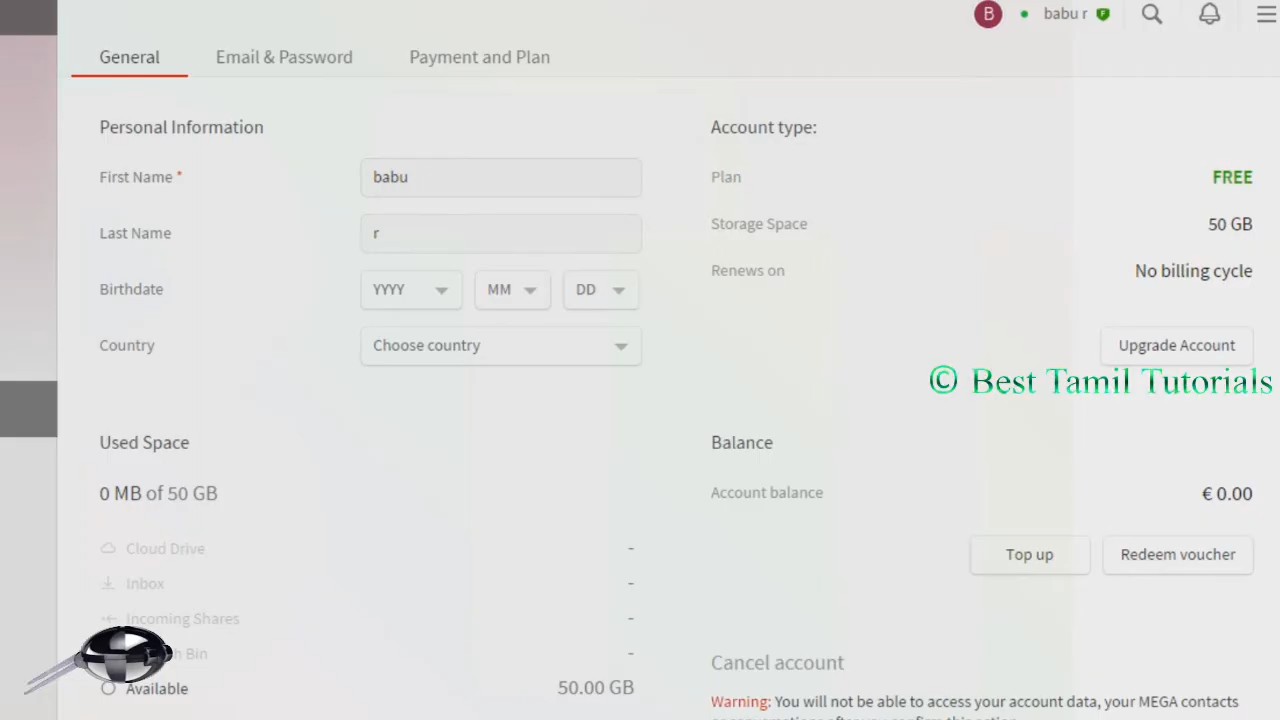 B babu r
General Email & Password Payment and Plan
Personal Information
First Name * babu
Last Name r
Birthdate YYYY MM DD
Country Choose country
Account type:
Plan FREE
Storage Space 50 GB
Renews on No billing cycle
Upgrade Account
© Best Tamil Tutorials
Used Space
0 MB of 50 GB
Cloud Drive -
Inbox -
Incoming Shares -
Bin -
Available 50.00 GB
Balance
Account balance € 0.00
Top up Redeem voucher
Cancel account
Warning: You will not be able to access your account data, your MEGA contacts